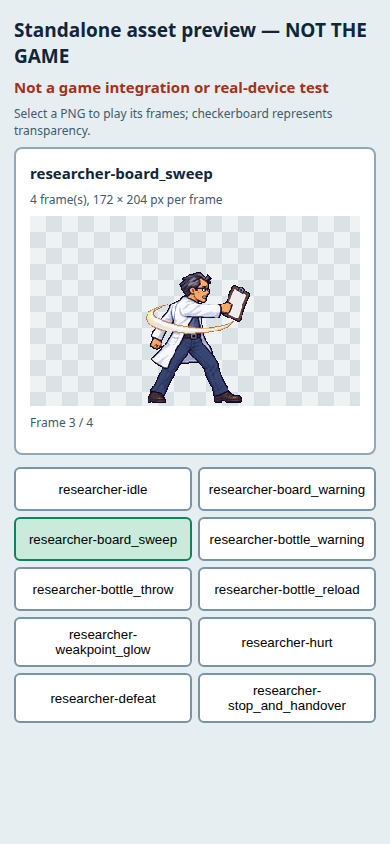 Standalone asset preview — NOT THE
GAME
Not a game integration or real-device test
Select a PNG to play its frames; checkerboard represents
transparency.
researcher-board_sweep
4 frame(s), 172 × 204 px per frame
Frame 3 / 4
researcher-idle
researcher-board_warning
researcher-board_sweep
researcher-bottle_warning
researcher-bottle_throw
researcher-bottle_reload
researcher-
weakpoint_glow
researcher-hurt
researcher-defeat
researcher-
stop_and_handover